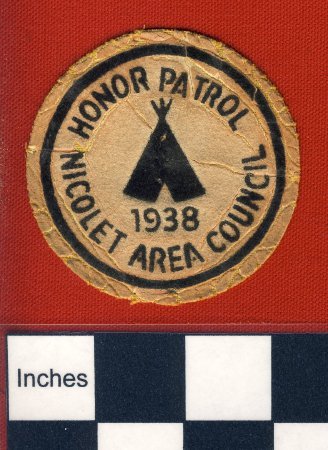 HONOR PATROL
1938
NICOLET AREA COUNCIL
Inches